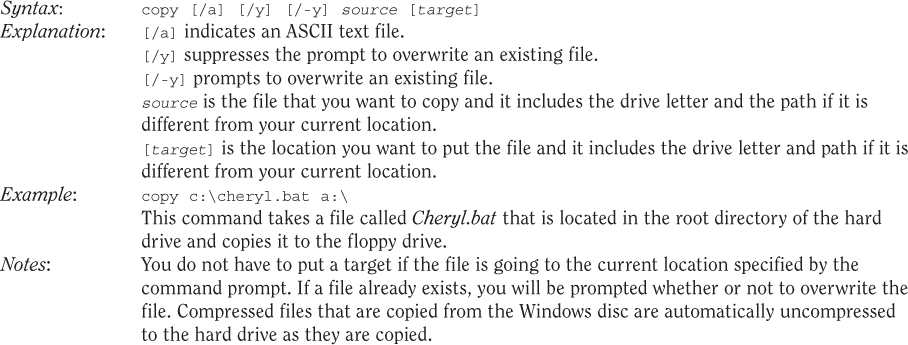 Syntax: copy [/a] [/y] [/-y] source [target]
Explanation: [/a] indicates an ASCII text file.
[/y] suppresses the prompt to overwrite an existing file.
[/-y] prompts to overwrite an existing file.
source is the file that you want to copy and it includes the drive letter and the path if it is
different from your current location.
[target] is the location you want to put the file and it includes the drive letter and path if it is
different from your current location.
Example: copy c:\cheryl.bat a:\
This command takes a file called Cheryl.bat that is located in the root directory of the hard
drive and copies it to the floppy drive.
Notes: You do not have to put a target if the file is going to the current location specified by the
command prompt. If a file already exists, you will be prompted whether or not to overwrite the
file. Compressed files that are copied from the Windows disc are automatically uncompressed
to the hard drive as they are copied.